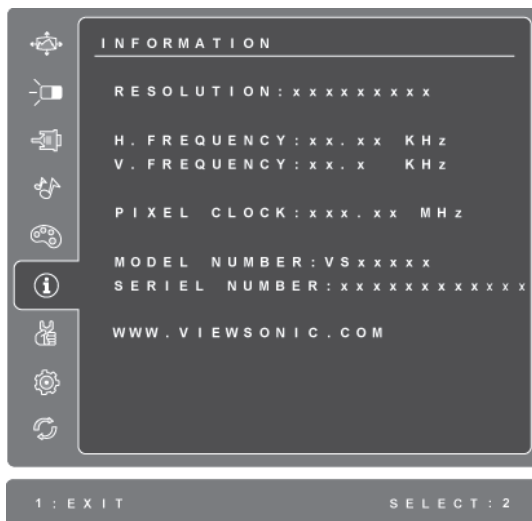 INFORMATION
RESOLUTION:xxxxxxxxx
H. FREQUENCY:xx.xx KHz
V. FREQUENCY:xx.x KHz
PIXEL CLOCK:xxx.xx MHz
MODEL NUMBER:VSxxxxx
SERIEL NUMBER:xxxxxxxxxxxx
WWW.VIEWSONIC.COM
1:EXIT SELECT:2